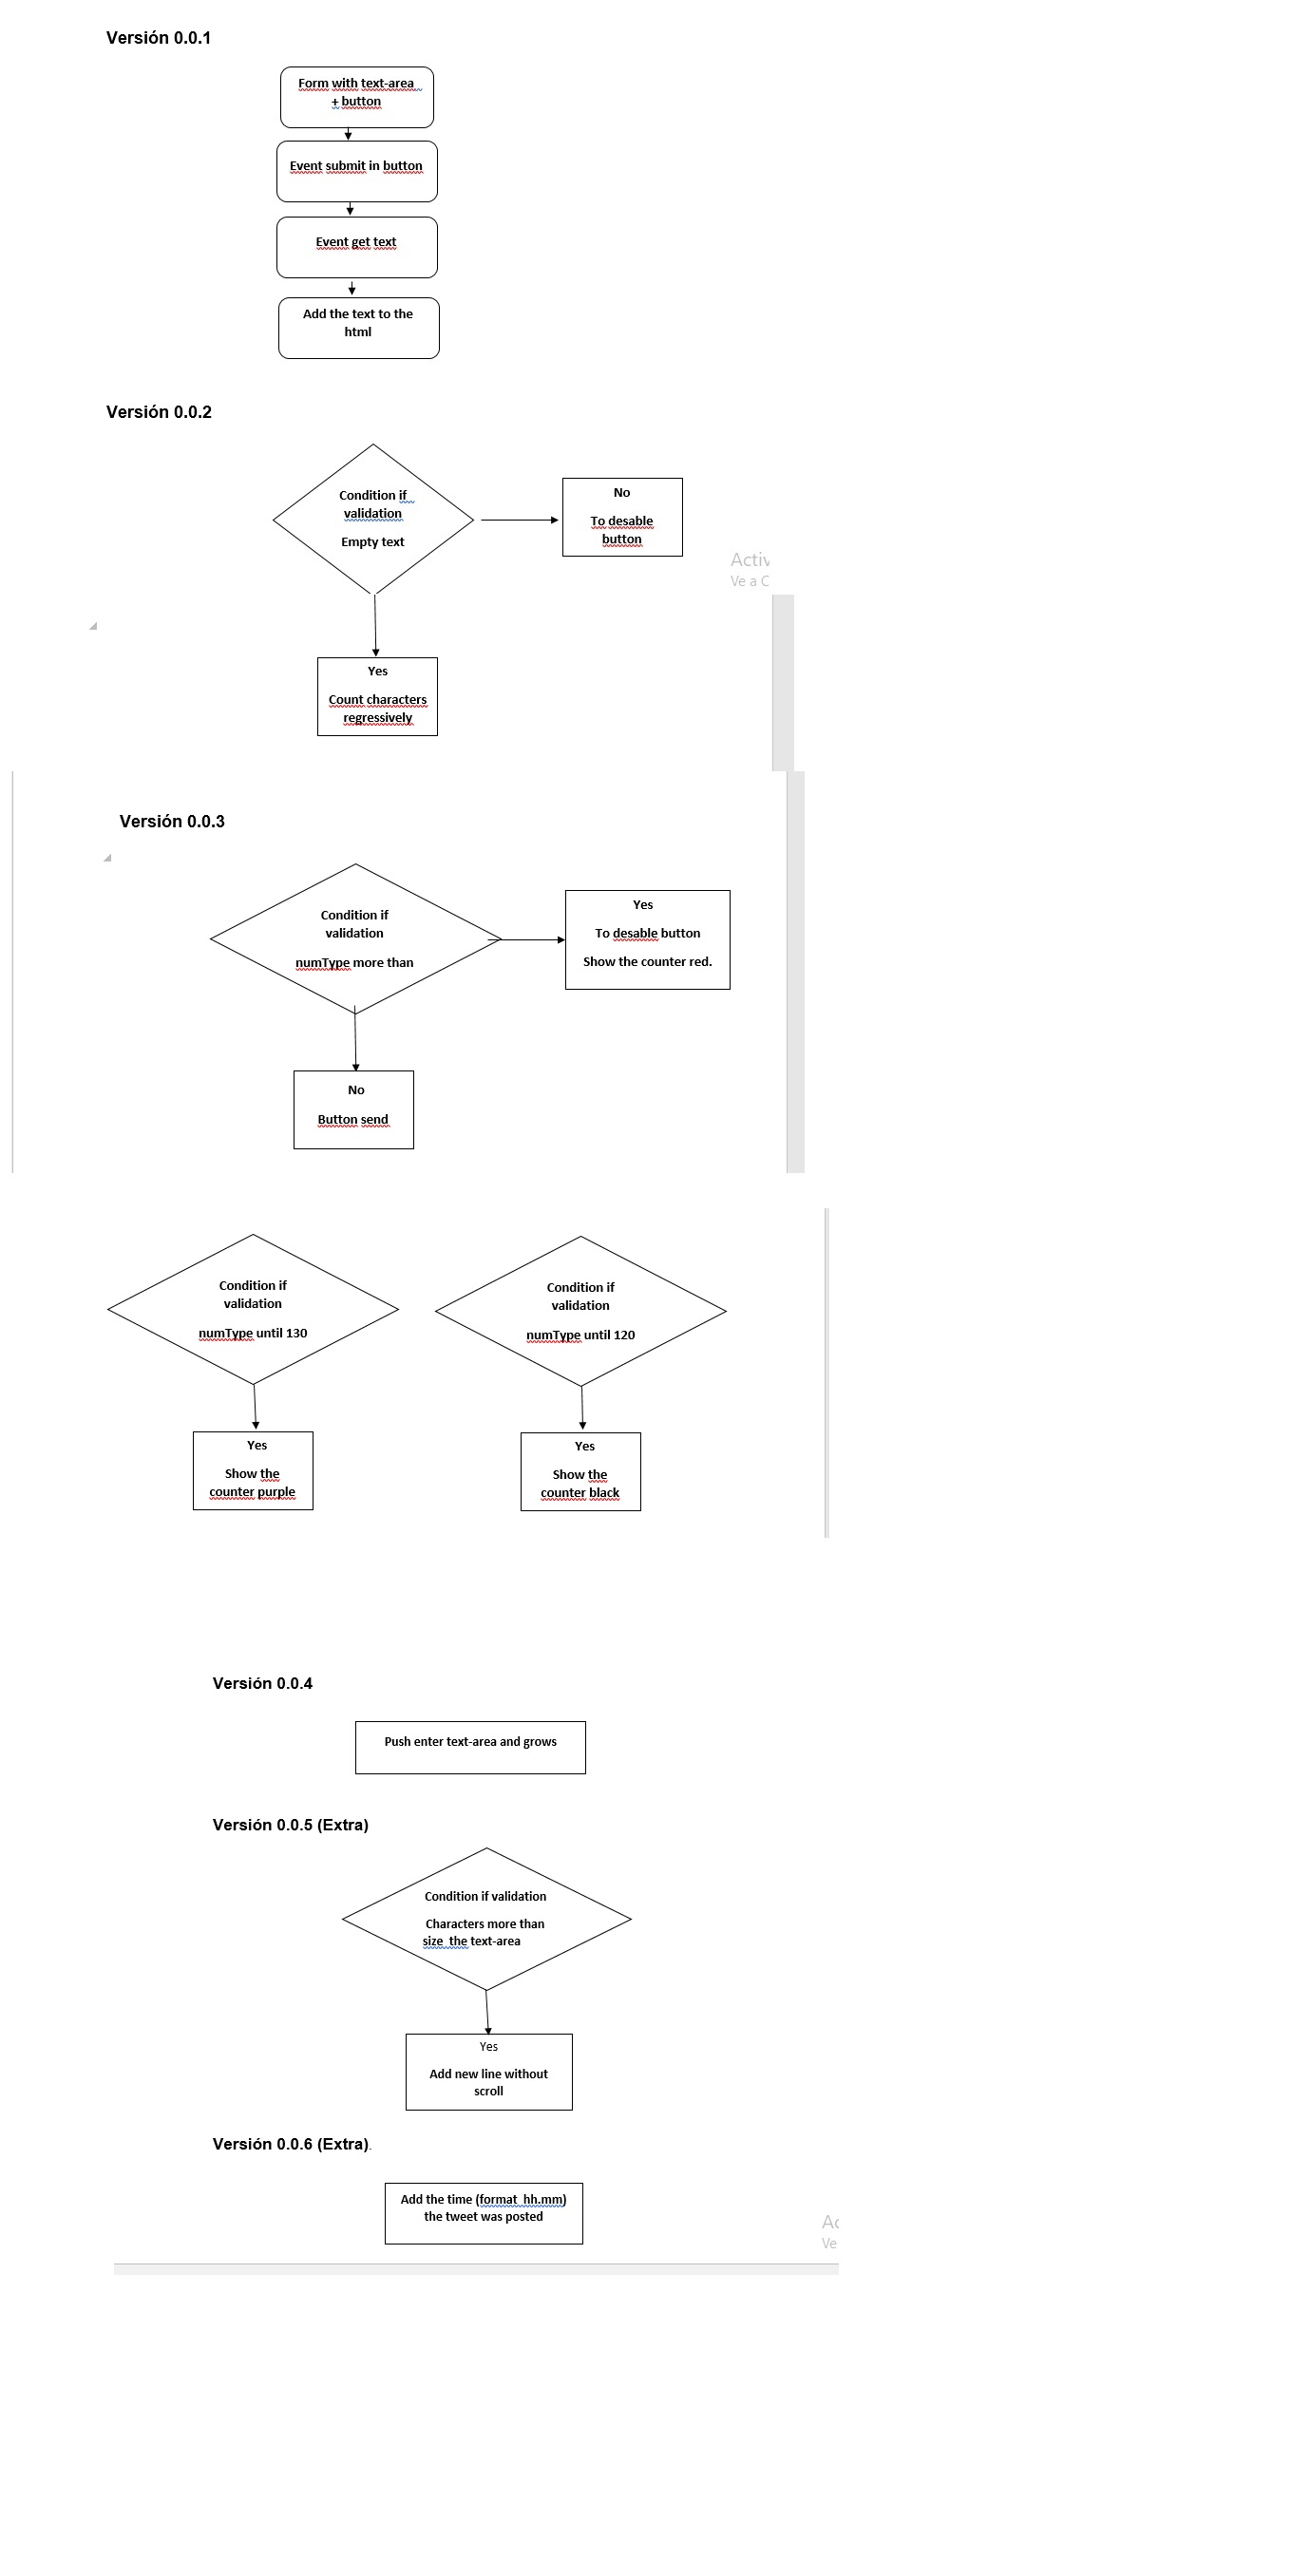 Versión 0.0.1
Form with text-area
+ button
Event submit in button
Event get text
Add the text to the
html
Versión 0.0.2
Condition if
validation
Empty text
No
To desable
button
Activ
Ve a C
Yes
Count characters
regressively
Versión 0.0.3
Condition if
validation
numType more than
Yes
To desable button
Show the counter red.
No
Button send
Condition if
validation
numType until 130
Condition if
validation
numType until 120
Yes
Show the
counter purple
Yes
Show the
counter black
Versión 0.0.4
Push enter text-area and grows
Versión 0.0.5 (Extra)
Condition if validation
Characters more than
size the text-area
Yes
Add new line without
scroll
Versión 0.0.6 (Extra).
Add the time (format hh.mm)
the tweet was posted
Ac
Ve